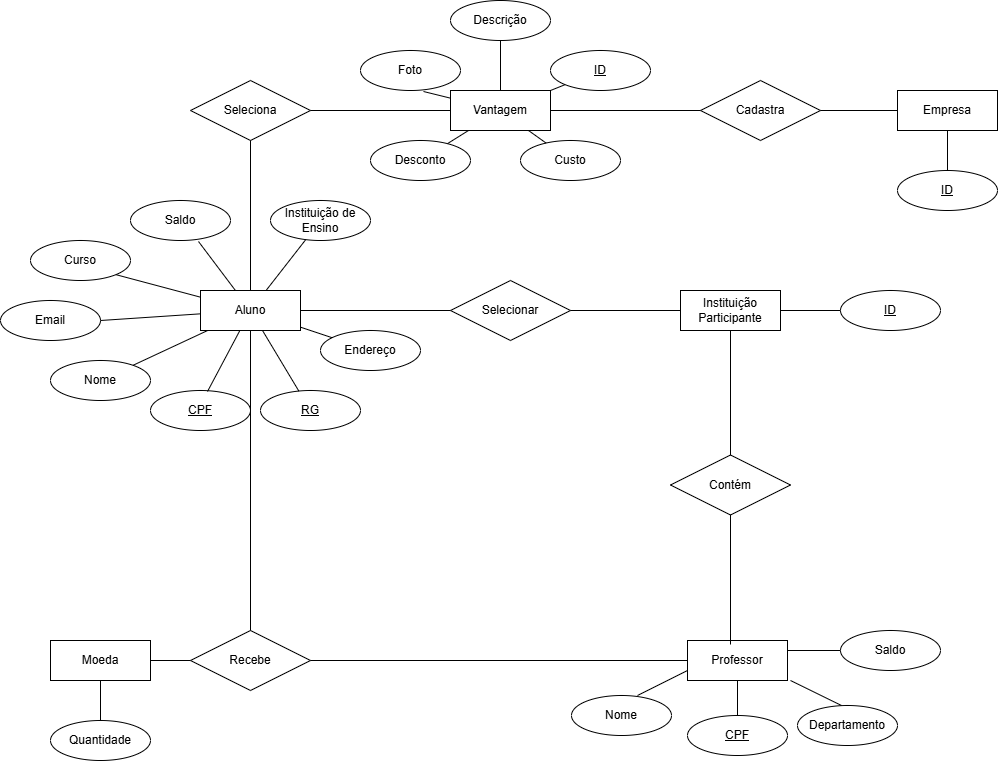 Descrição
Foto
ID
Seleciona
Vantagem
Cadastra
Empresa
Desconto
Custo
ID
Saldo
Instituição de
Ensino
Curso
Email
Aluno
Selecionar
Instituição
Participante
ID
Endereço
Nome
CPF
RG
Contém
Moeda
Recebe
Professor
Saldo
Nome
CPF
Departamento
Quantidade